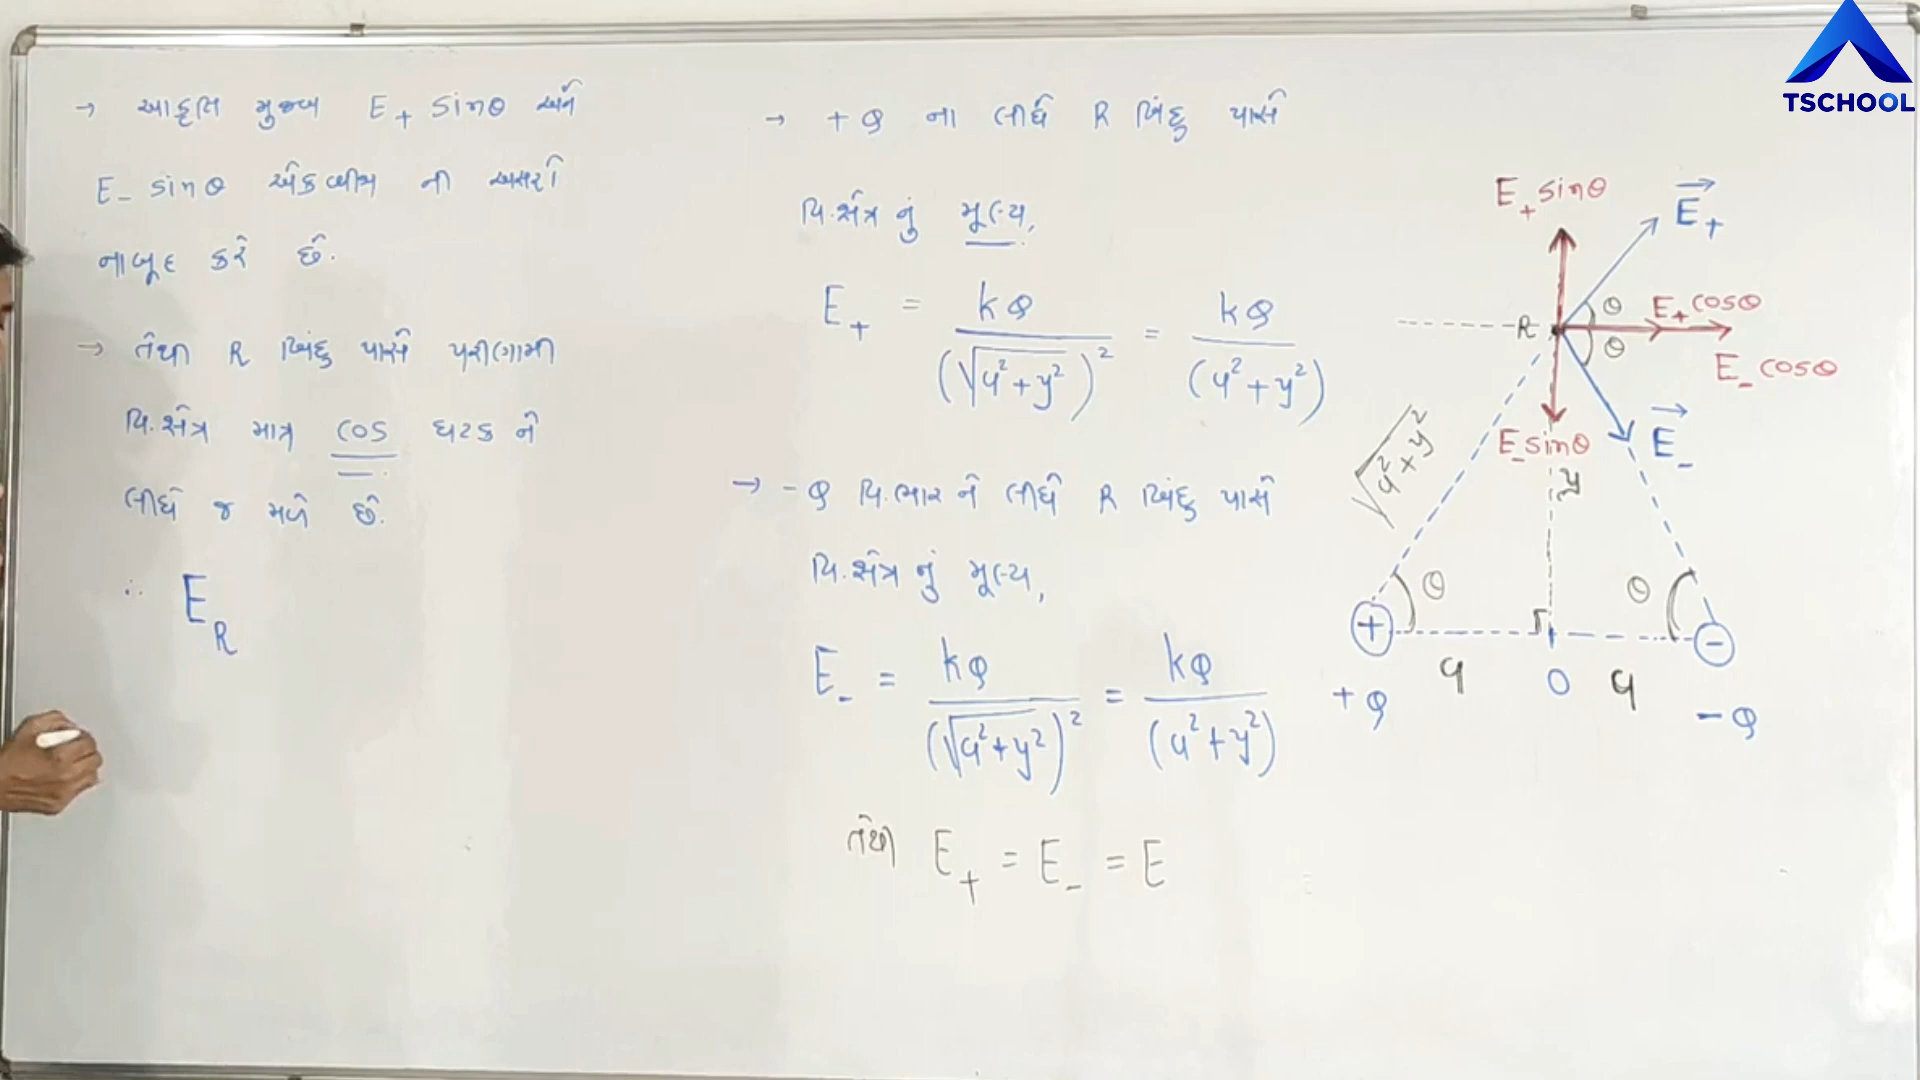 → આકૃતિ મુજબ E₊ sinθ અને
E₋ sinθ એકબીજા ની અસરો
નાબૂદ કરે છે.
→ તેથી R બિંદુ પાસે પરીણામી
વિ.ક્ષેત્ર માત્ર cos ઘટક ને
લીધે જ મળે છે.
∴ E_R
→ +Q ના લીધે R બિંદુ પાસે
વિ.ક્ષેત્ર નું મૂલ્ય,
E₊ = kQ / (√a²+y²)² = kQ / (a²+y²)
→ -Q વિ.ભાર ને લીધે R બિંદુ પાસે
વિ.ક્ષેત્ર નું મૂલ્ય,
E₋ = kQ / (√a²+y²)² = kQ / (a²+y²)
તેથી E₊ = E₋ = E
TSCHOOL
E₊ sinθ
E⃗₊
θ
E₊ cosθ
R
θ
E₋ cosθ
E₋ sinθ
E⃗₋
√a²+y²
y
θ
θ
+
-
a
O
a
+Q
-Q